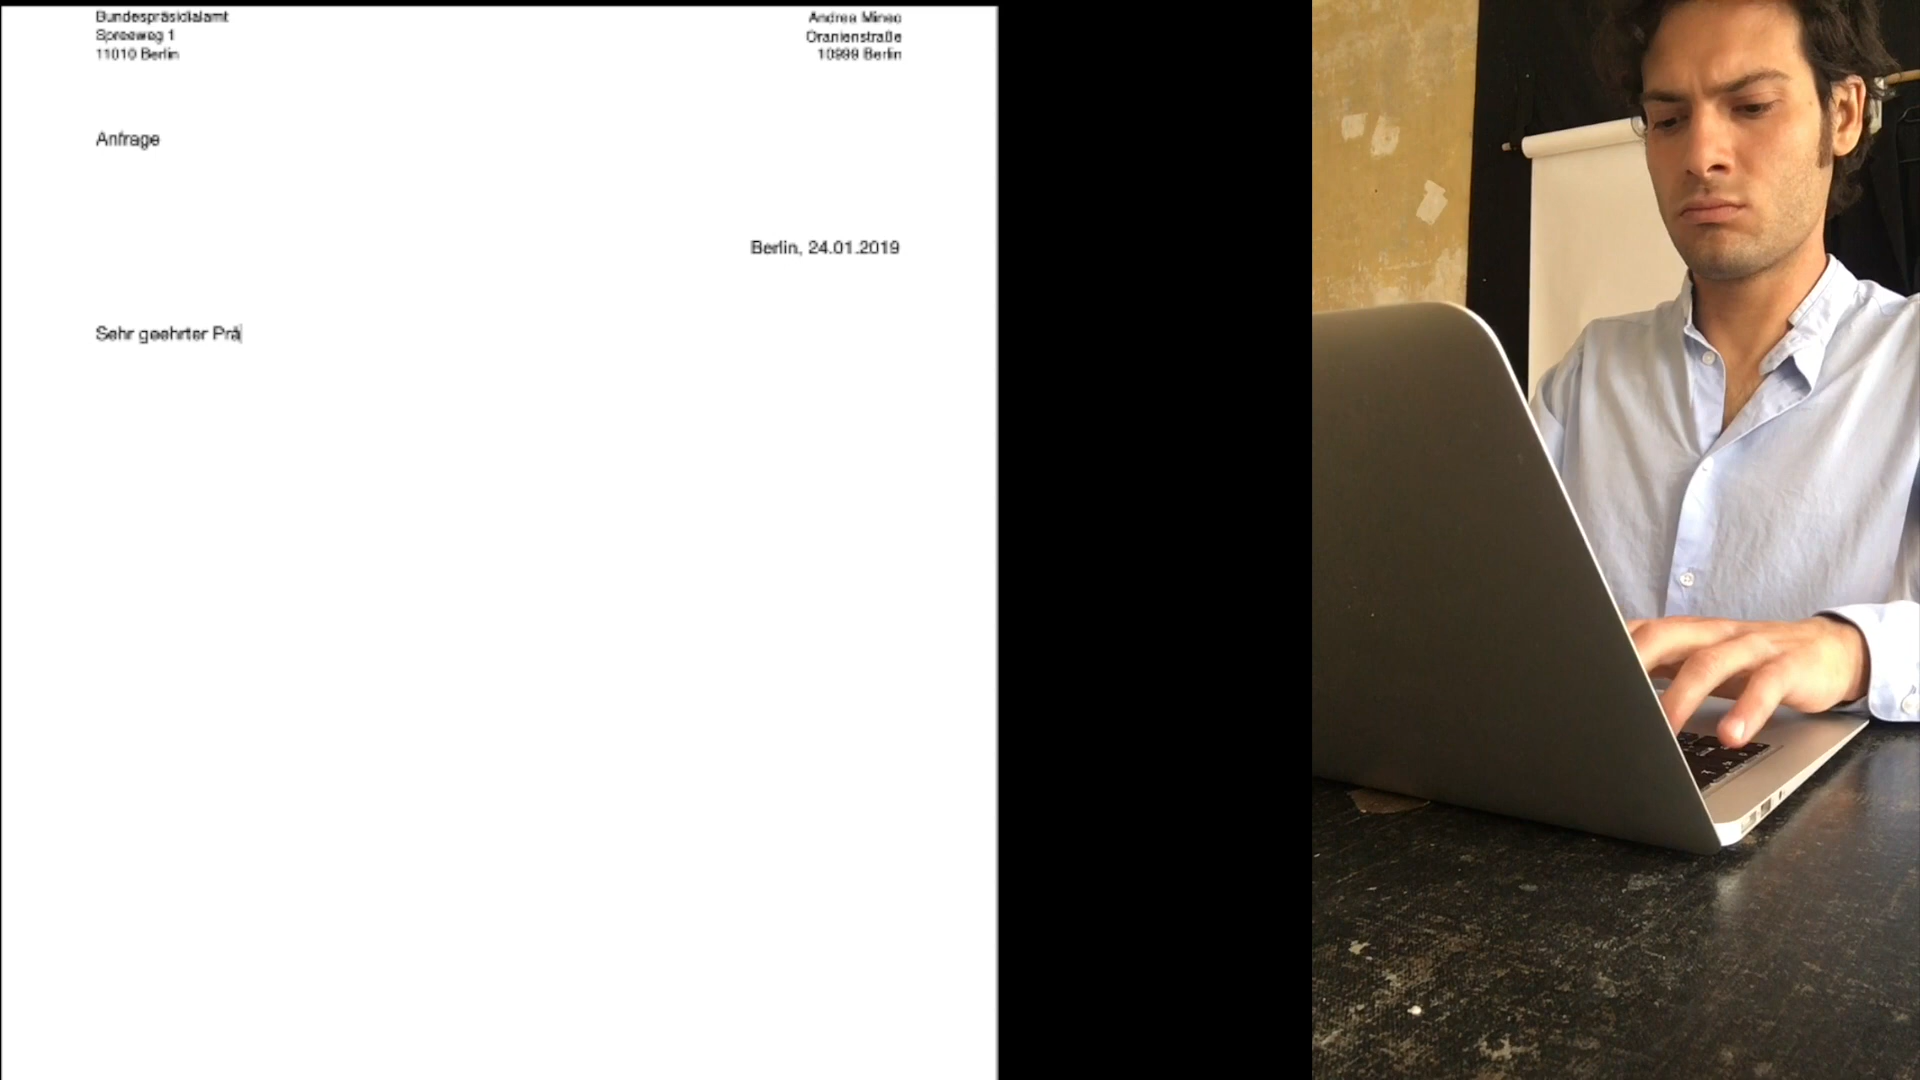 Bundespräsidialamt
Spreeweg 1
11010 Berlin
Andrea Mineo
Oranienstraße
10999 Berlin
Anfrage
Berlin, 24.01.2019
Sehr geehrter Prä